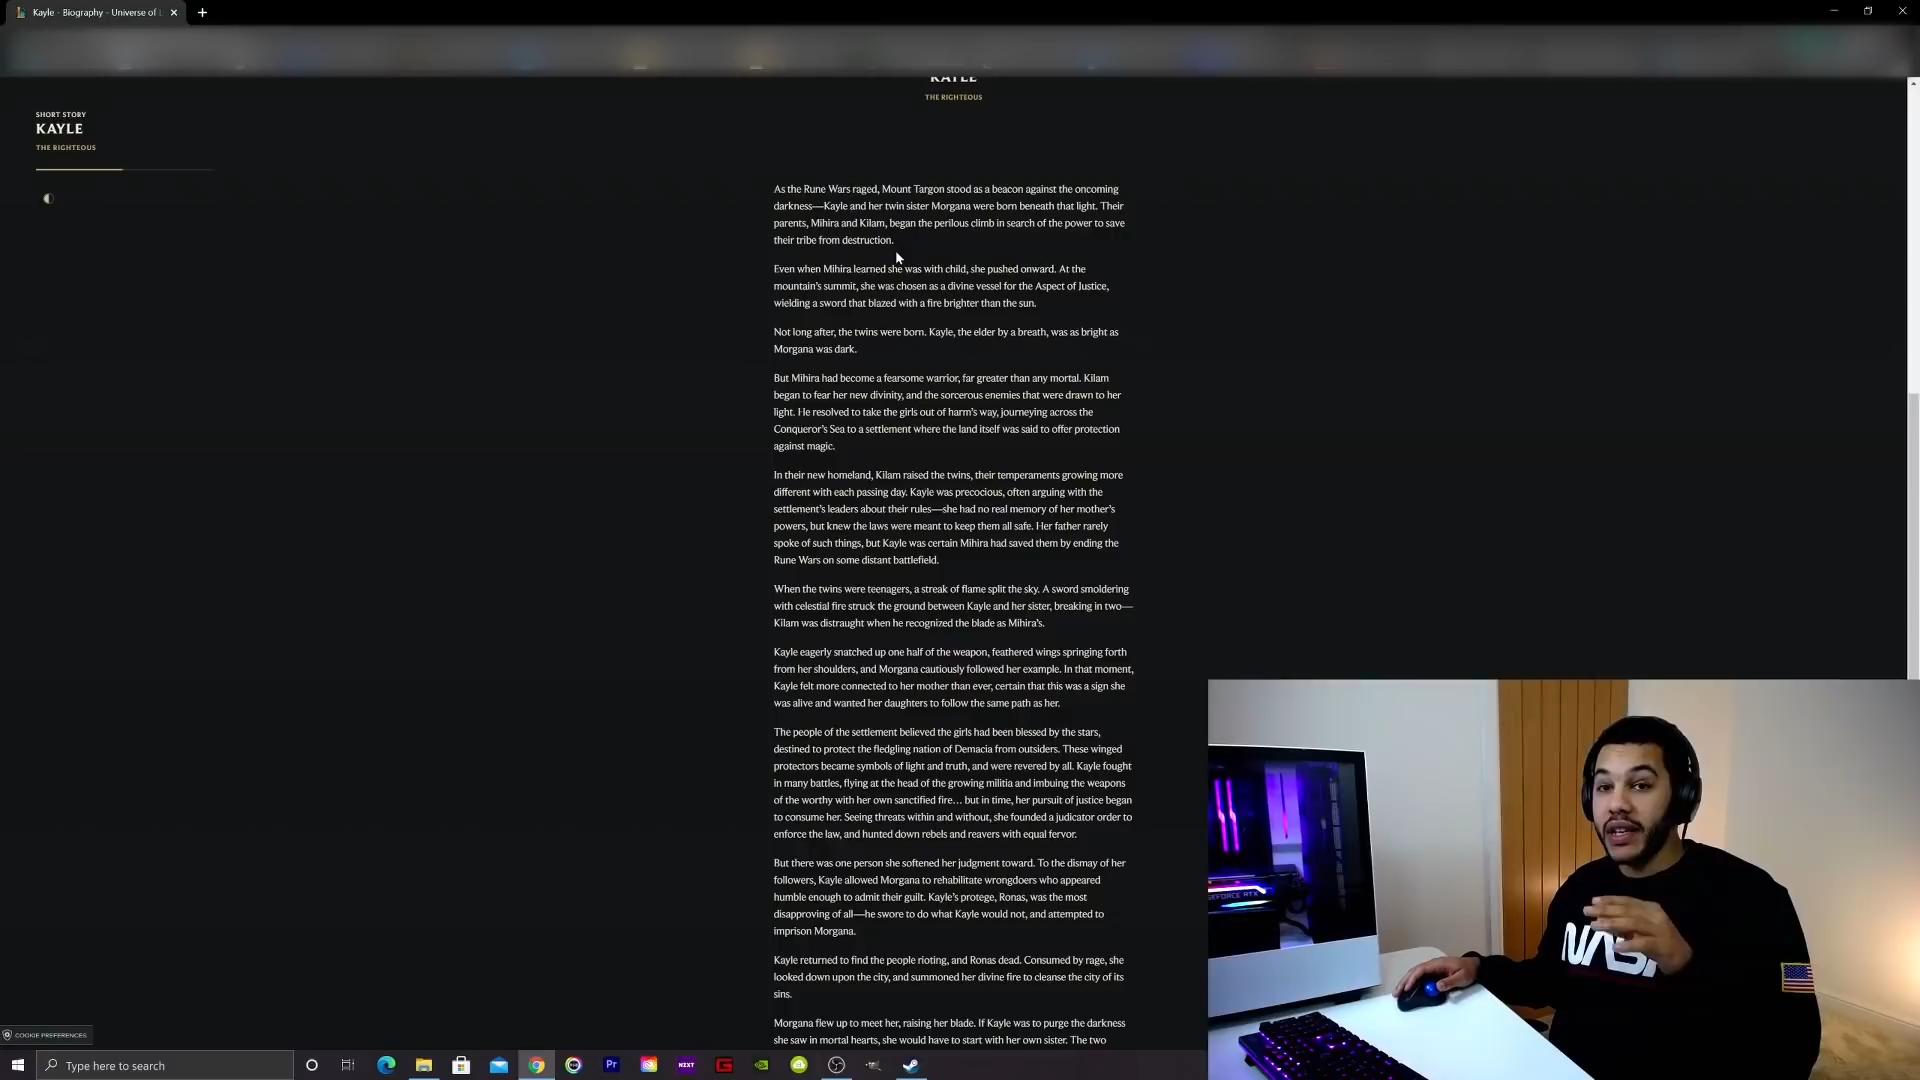 Kayle - Biography - Universe of L
KAYLE
THE RIGHTEOUS
SHORT STORY
KAYLE
THE RIGHTEOUS
As the Rune Wars raged, Mount Targon stood as a beacon against the oncoming
darkness—Kayle and her twin sister Morgana were born beneath that light. Their
parents, Mihira and Kilam, began the perilous climb in search of the power to save
their tribe from destruction.
Even when Mihira learned she was with child, she pushed onward. At the
mountain's summit, she was chosen as a divine vessel for the Aspect of Justice,
wielding a sword that blazed with a fire brighter than the sun.
Not long after, the twins were born. Kayle, the elder by a breath, was as bright as
Morgana was dark.
But Mihira had become a fearsome warrior, far greater than any mortal. Kilam
began to fear her new divinity, and the sorcerous enemies that were drawn to her
light. He resolved to take the girls out of harm's way, journeying across the
Conqueror's Sea to a settlement where the land itself was said to offer protection
against magic.
In their new homeland, Kilam raised the twins, their temperaments growing more
different with each passing day. Kayle was precocious, often arguing with the
settlement's leaders about their rules—she had no real memory of her mother's
powers, but knew the laws were meant to keep them all safe. Her father rarely
spoke of such things, but Kayle was certain Mihira had saved them by ending the
Rune Wars on some distant battlefield.
When the twins were teenagers, a streak of flame split the sky. A sword smoldering
with celestial fire struck the ground between Kayle and her sister, breaking in two—
Kilam was distraught when he recognized the blade as Mihira's.
Kayle eagerly snatched up one half of the weapon, feathered wings springing forth
from her shoulders, and Morgana cautiously followed her example. In that moment,
Kayle felt more connected to her mother than ever, certain that this was a sign she
was alive and wanted her daughters to follow the same path as her.
The people of the settlement believed the girls had been blessed by the stars,
destined to protect the fledgling nation of Demacia from outsiders. These winged
protectors became symbols of light and truth, and were revered by all. Kayle fought
in many battles, flying at the head of the growing militia and imbuing the weapons
of the worthy with her own sanctified fire… but in time, her pursuit of justice began
to consume her. Seeing threats within and without, she founded a judicator order to
enforce the law, and hunted down rebels and reavers with equal fervor.
But there was one person she softened her judgment toward. To the dismay of her
followers, Kayle allowed Morgana to rehabilitate wrongdoers who appeared
humble enough to admit their guilt. Kayle's protege, Ronas, was the most
disapproving of all—he swore to do what Kayle would not, and attempted to
imprison Morgana.
Kayle returned to find the people rioting, and Ronas dead. Consumed by rage, she
looked down upon the city, and summoned her divine fire to cleanse the city of its
sins.
Morgana flew up to meet her, raising her blade. If Kayle was to purge the darkness
she saw in mortal hearts, she would have to start with her own sister. The two
GEFORCE RTX
NASA
COOKIE PREFERENCES
Type here to search
Pr
NZXT